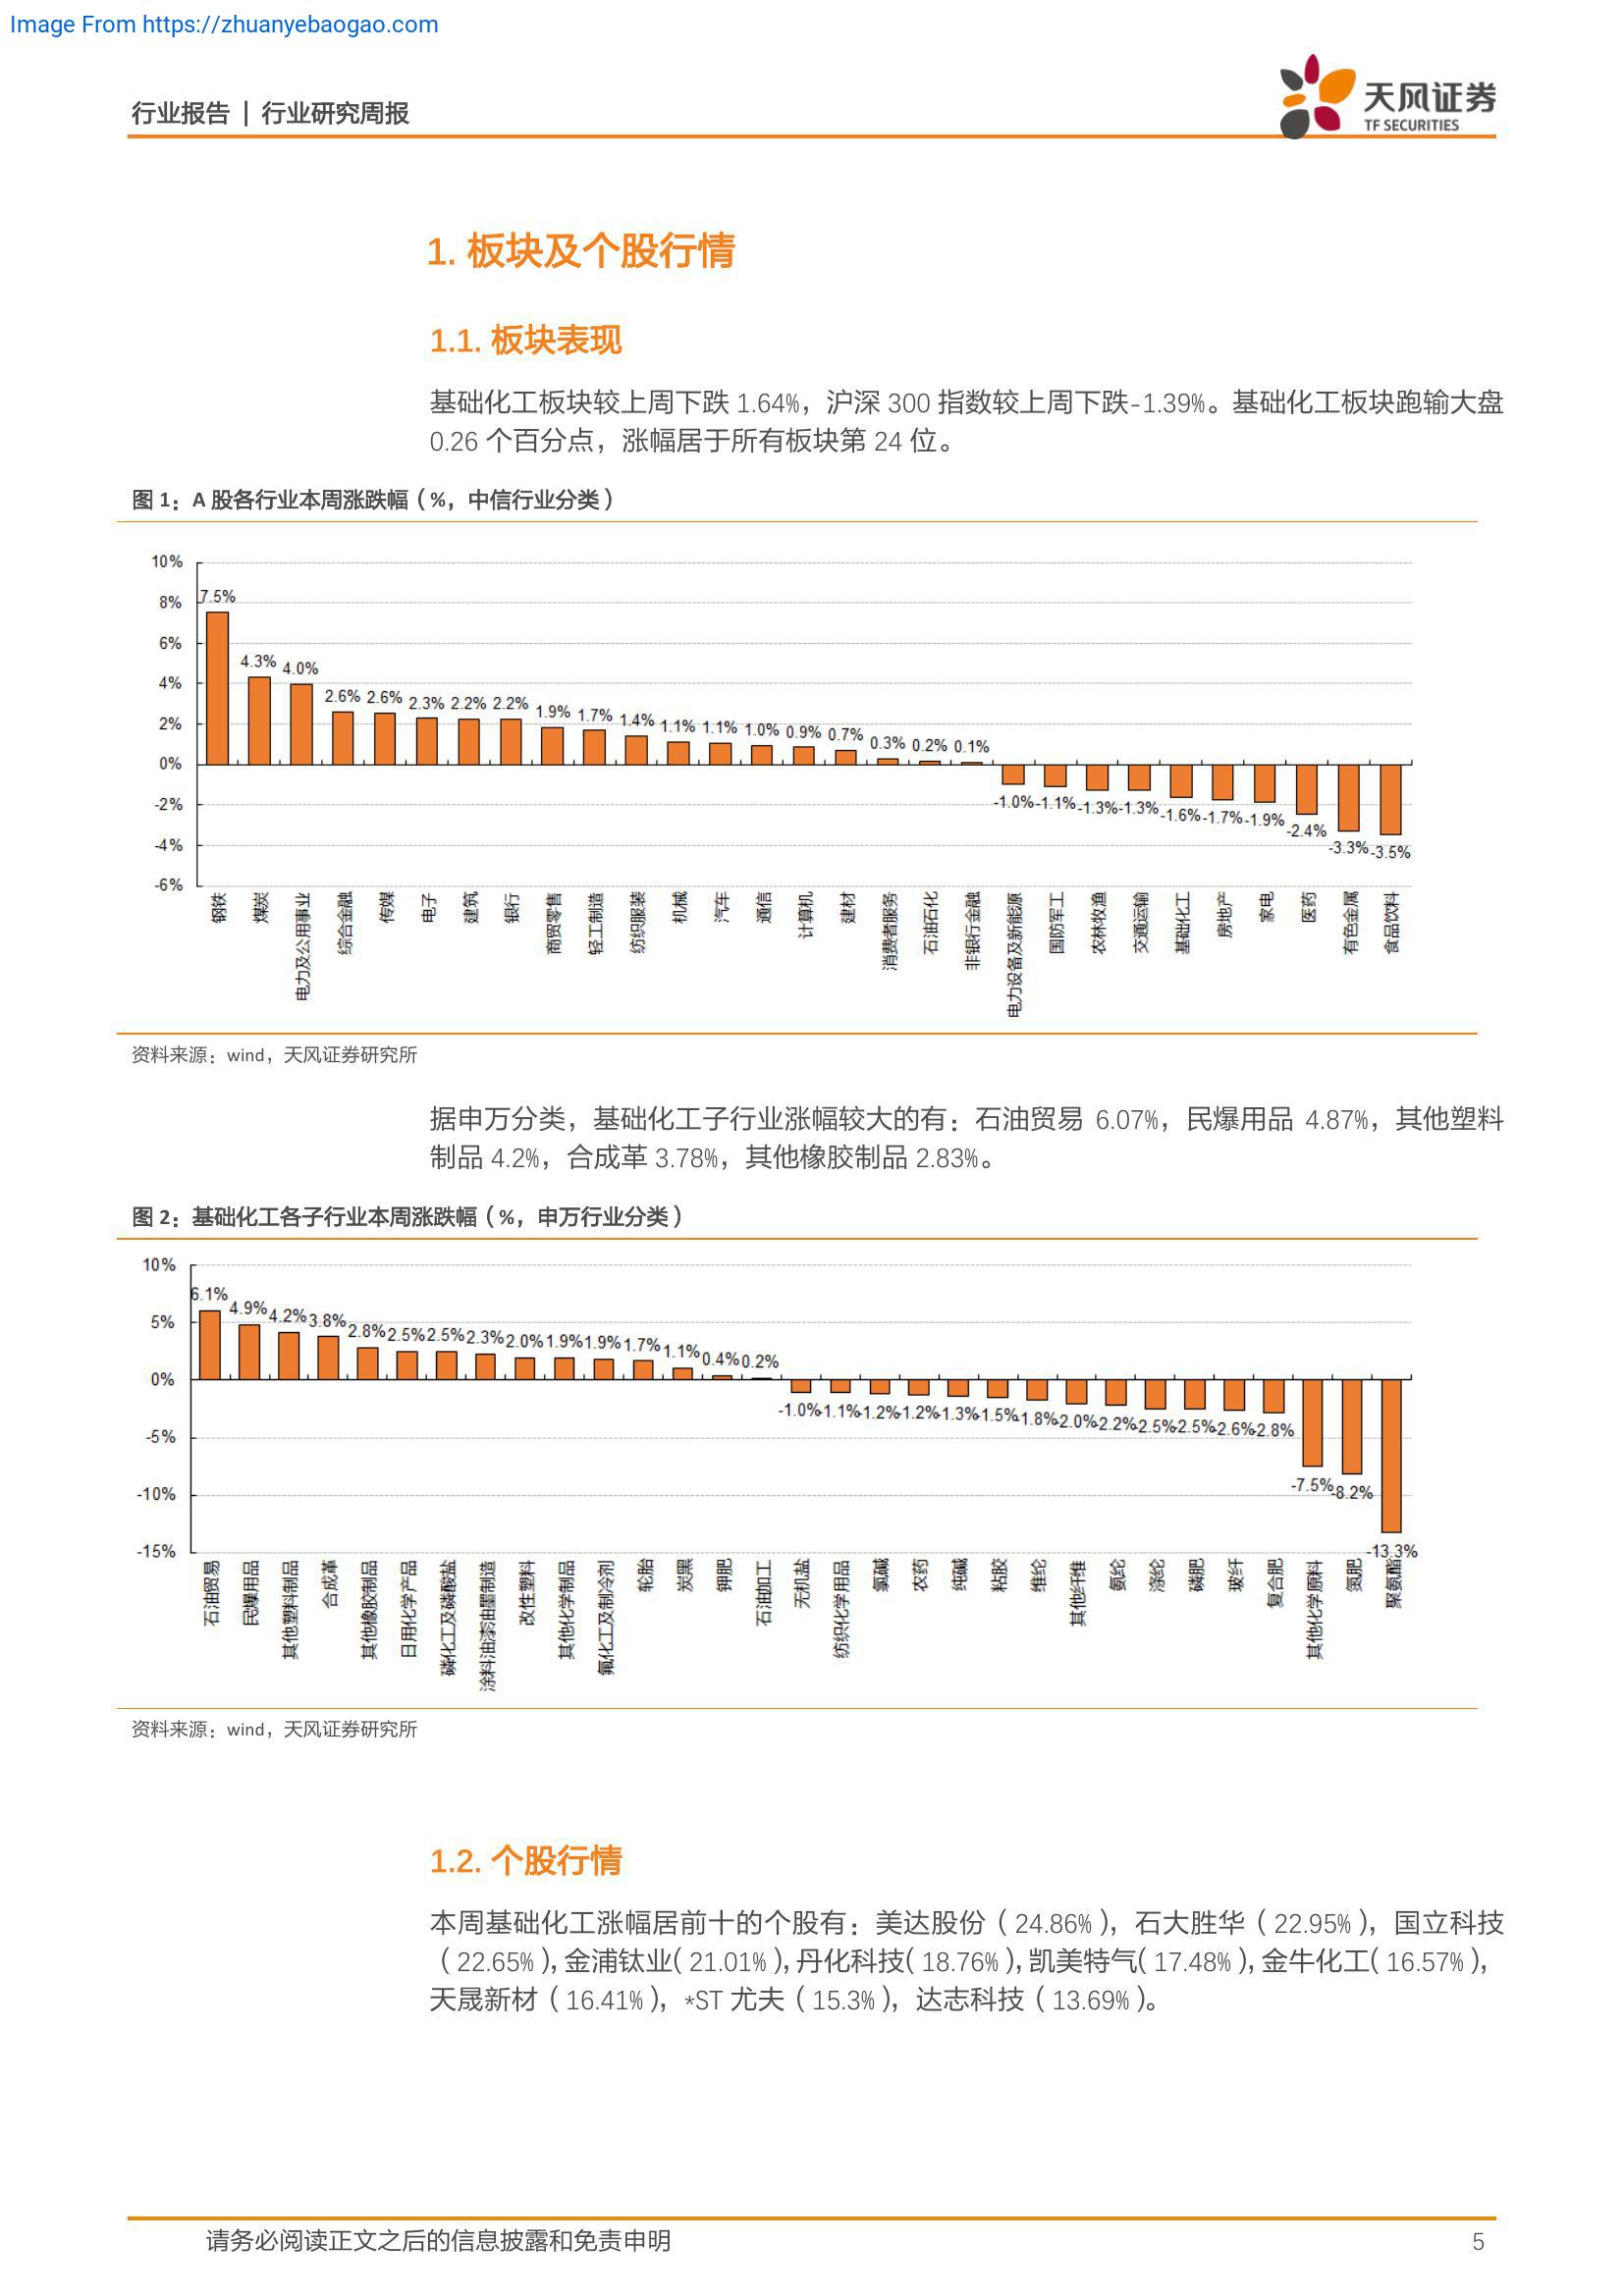 Image From https://zhuanyebaogao.com
行业报告 | 行业研究周报
天风证券
TF SECURITIES
1. 板块及个股行情
1.1. 板块表现
基础化工板块较上周下跌 1.64%，沪深 300 指数较上周下跌-1.39%。基础化工板块跑输大盘
0.26 个百分点，涨幅居于所有板块第 24 位。
图 1：A 股各行业本周涨跌幅（%，中信行业分类）
10%
8%
6%
4%
2%
0%
-2%
-4%
-6%
7.5% 4.3% 4.0% 2.6% 2.6% 2.3% 2.2% 2.2% 1.9% 1.7% 1.4% 1.1% 1.1% 1.0% 0.9% 0.7% 0.3% 0.2% 0.1% -1.0% -1.1% -1.3% -1.3% -1.6% -1.7% -1.9% -2.4% -3.3% -3.5%
钢铁 煤炭 电力及公用事业 综合金融 传媒 电子 建筑 银行 商贸零售 轻工制造 纺织服装 机械 汽车 通信 计算机 建材 消费者服务 石油石化 非银行金融 电力设备及新能源 国防军工 农林牧渔 交通运输 基础化工 房地产 家电 医药 有色金属 食品饮料
资料来源：wind，天风证券研究所
据申万分类，基础化工子行业涨幅较大的有：石油贸易 6.07%，民爆用品 4.87%，其他塑料
制品 4.2%，合成革 3.78%，其他橡胶制品 2.83%。
图 2：基础化工各子行业本周涨跌幅（%，申万行业分类）
10%
5%
0%
-5%
-10%
-15%
6.1% 4.9% 4.2% 3.8% 2.8% 2.5% 2.5% 2.3% 2.0% 1.9% 1.9% 1.7% 1.1% 0.4% 0.2% -1.0% -1.1% -1.2% -1.2% -1.3% -1.5% -1.8% -2.0% -2.2% -2.5% -2.5% -2.6% -2.8% -7.5% -8.2% -13.3%
石油贸易 民爆用品 其他塑料制品 合成革 其他橡胶制品 日用化学产品 磷化工及磷酸盐 涂料油漆油墨制造 改性塑料 其他化学制品 氟化工及制冷剂 轮胎 炭黑 钾肥 石油加工 无机盐 纺织化学用品 氯碱 农药 纯碱 粘胶 维纶 其他纤维 氨纶 涤纶 磷肥 玻纤 复合肥 其他化学原料 氮肥 聚氨酯
资料来源：wind，天风证券研究所
1.2. 个股行情
本周基础化工涨幅居前十的个股有：美达股份（24.86%），石大胜华（22.95%），国立科技
（22.65%），金浦钛业（21.01%），丹化科技（18.76%），凯美特气（17.48%），金牛化工（16.57%），
天晟新材（16.41%），*ST 尤夫（15.3%），达志科技（13.69%）。
请务必阅读正文之后的信息披露和免责申明
5